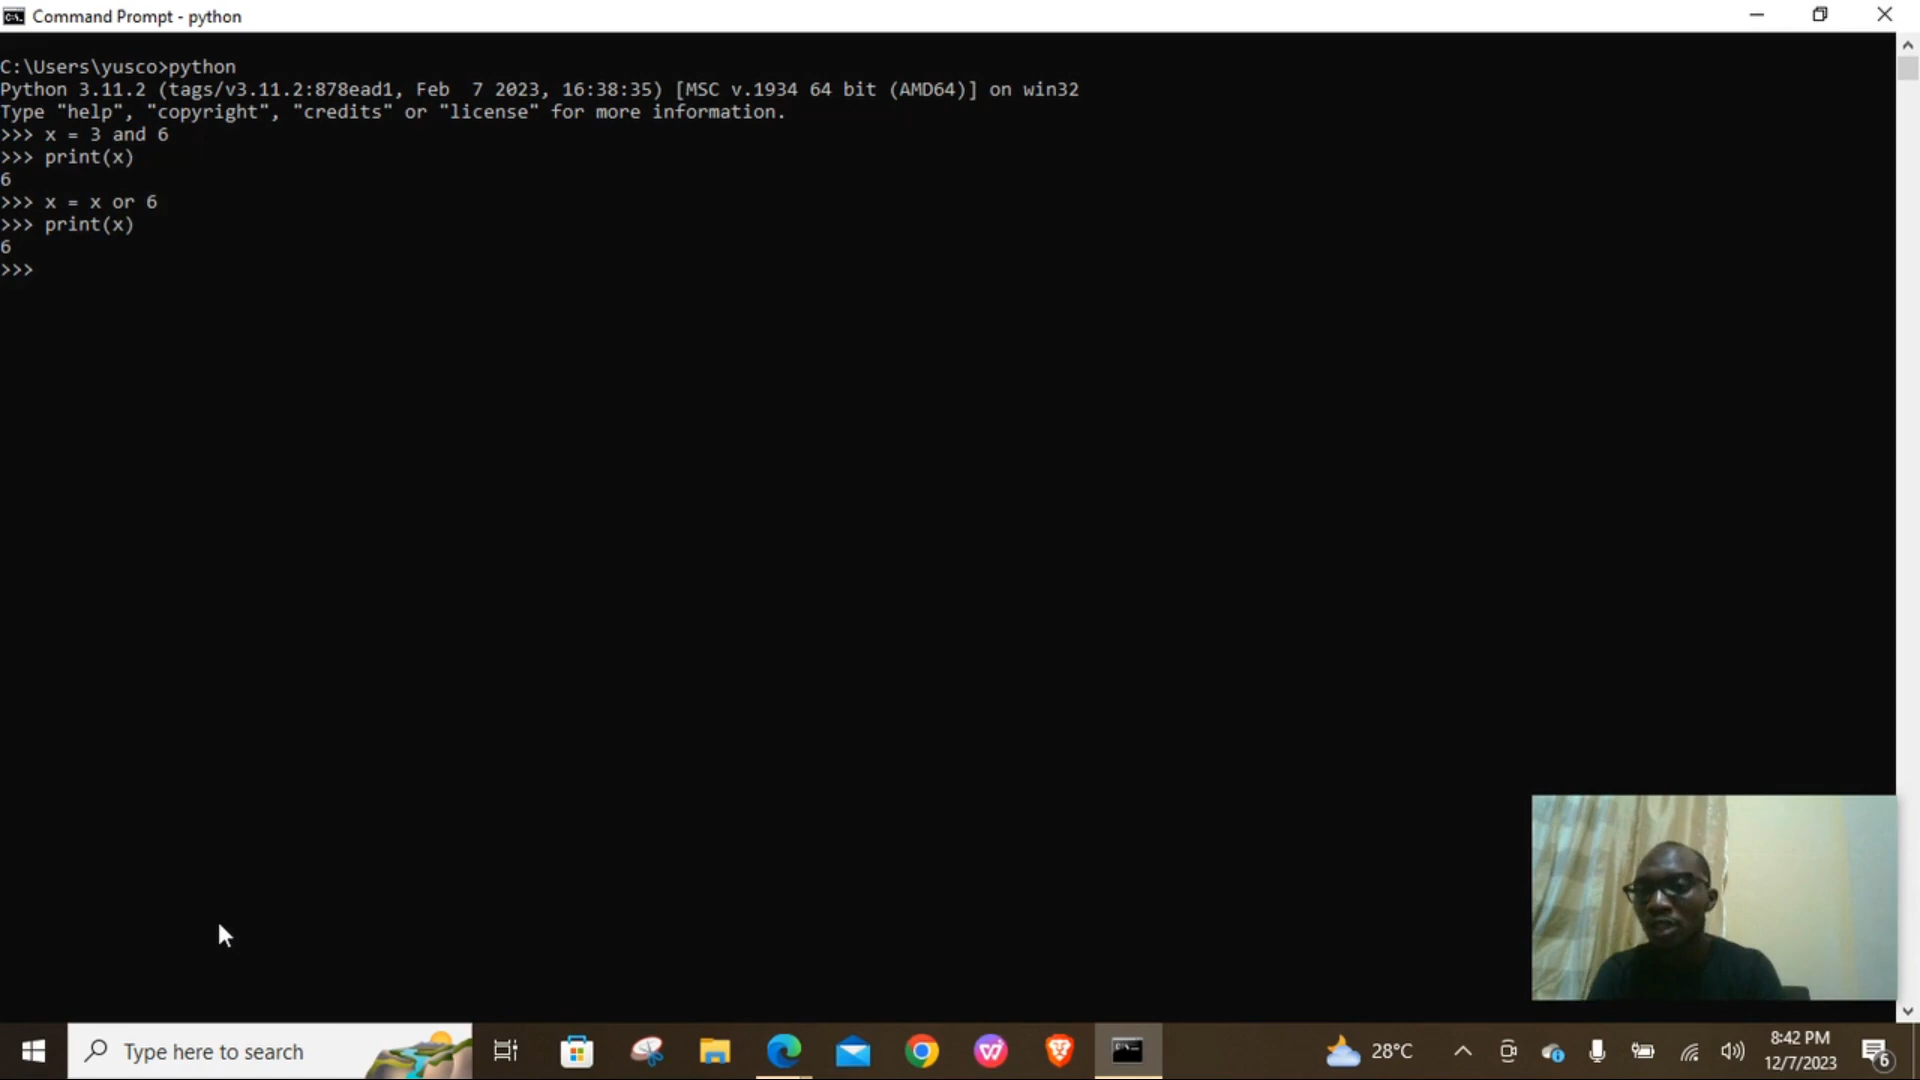 Command Prompt - python
C:\Users\yusco>python
Python 3.11.2 (tags/v3.11.2:878ead1, Feb  7 2023, 16:38:35) [MSC v.1934 64 bit (AMD64)] on win32
Type "help", "copyright", "credits" or "license" for more information.
>>> x = 3 and 6
>>> print(x)
6
>>> x = x or 6
>>> print(x)
6
>>>
Type here to search
28°C
8:42 PM
12/7/2023
6